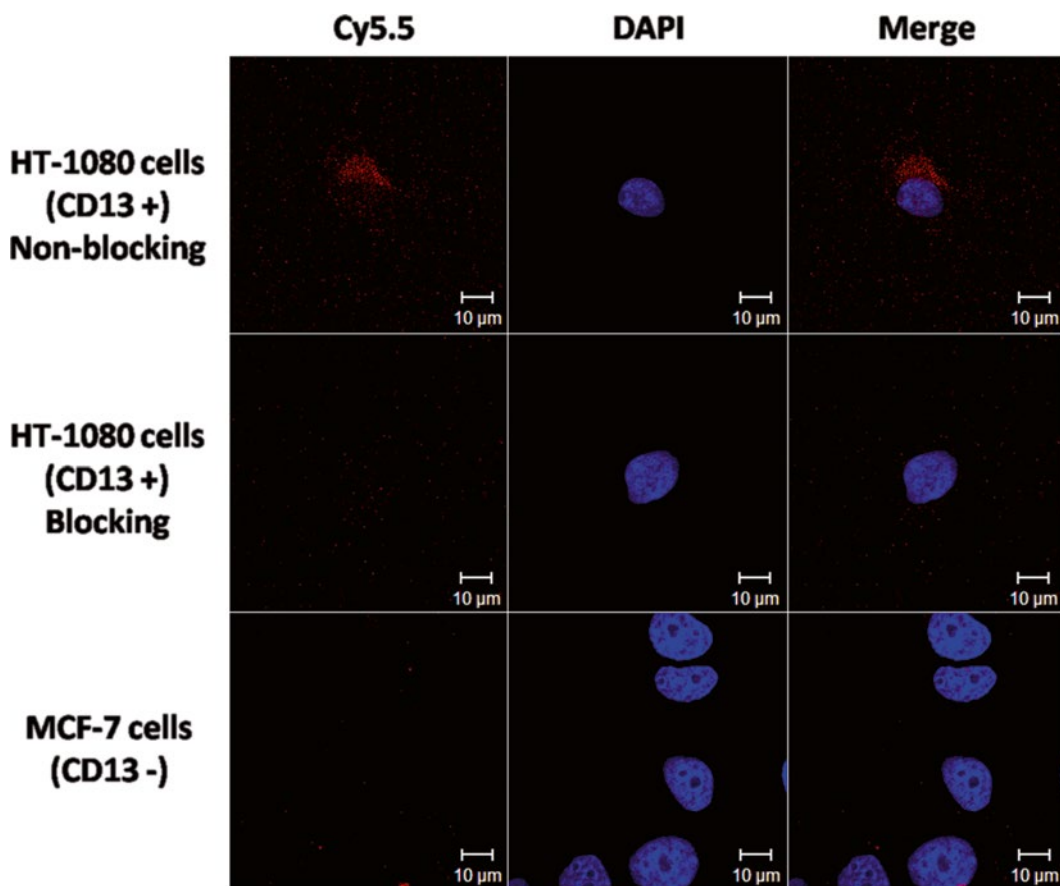 Cy5.5 DAPI Merge
HT-1080 cells
(CD13 +)
Non-blocking
10 µm 10 µm 10 µm
HT-1080 cells
(CD13 +)
Blocking
10 µm 10 µm 10 µm
MCF-7 cells
(CD13 -)
10 µm 10 µm 10 µm